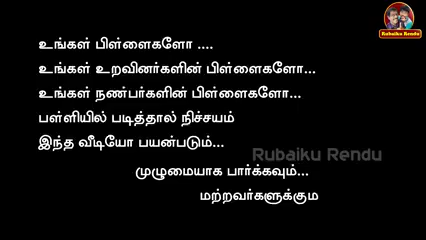 Rubaiku Rendu
உங்கள் பிள்ளைகளோ ....
உங்கள் உறவினர்களின் பிள்ளைகளோ...
உங்கள் நண்பர்களின் பிள்ளைகளோ...
பள்ளியில் படித்தால் நிச்சயம்
இந்த வீடியோ பயன்படும்...
Rubaiku Rendu
முழுமையாக பார்க்கவும்...
மற்றவர்களுக்கும